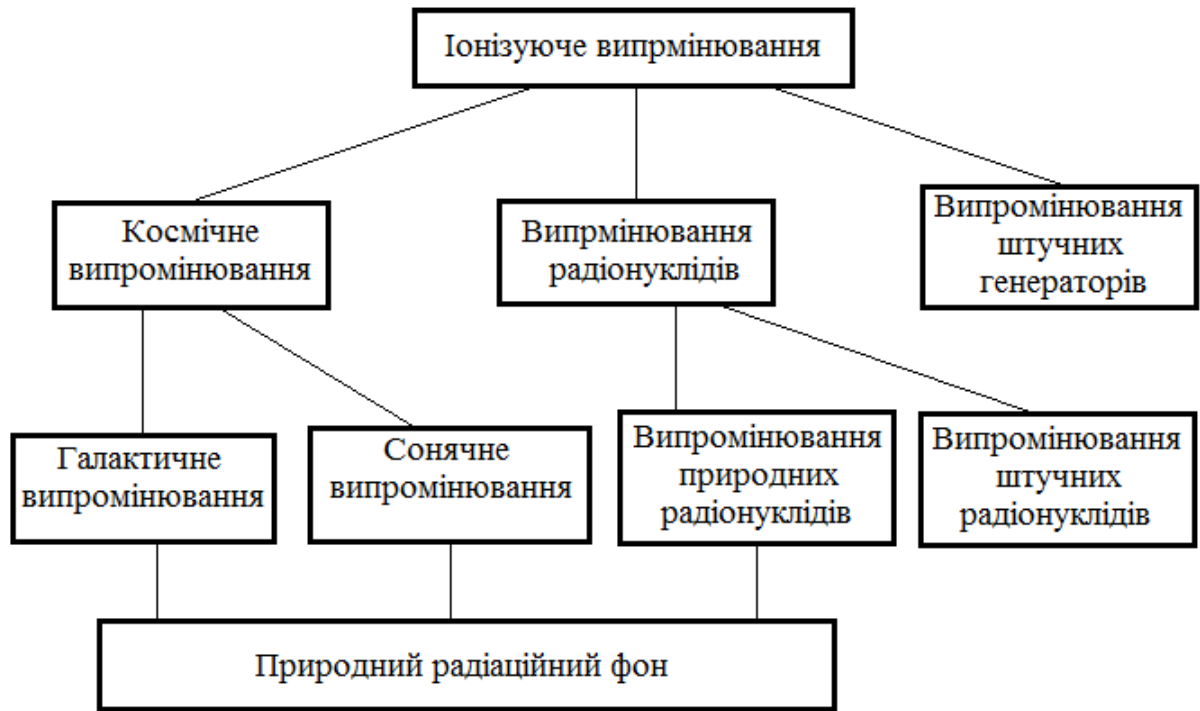 Іонізуюче випрмінювання
Космічне
випромінювання
Випрмінювання
радіонуклідів
Випромінювання
штучних
генераторів
Галактичне
випромінювання
Сонячне
випромінювання
Випромінювання
природних
радіонуклідів
Випромінювання
штучних
радіонуклідів
Природний радіаційний фон